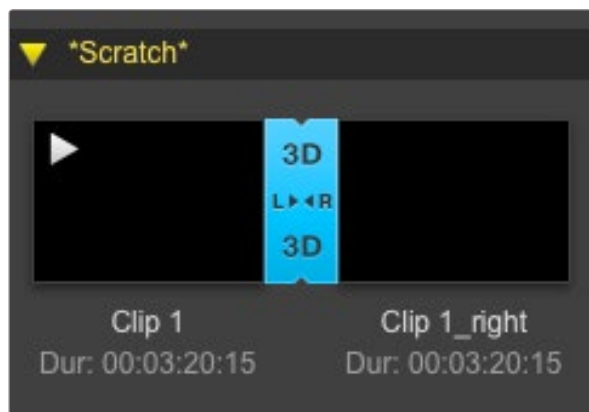 *Scratch*
3D
L R
3D
Clip 1
Clip 1_right
Dur: 00:03:20:15
Dur: 00:03:20:15